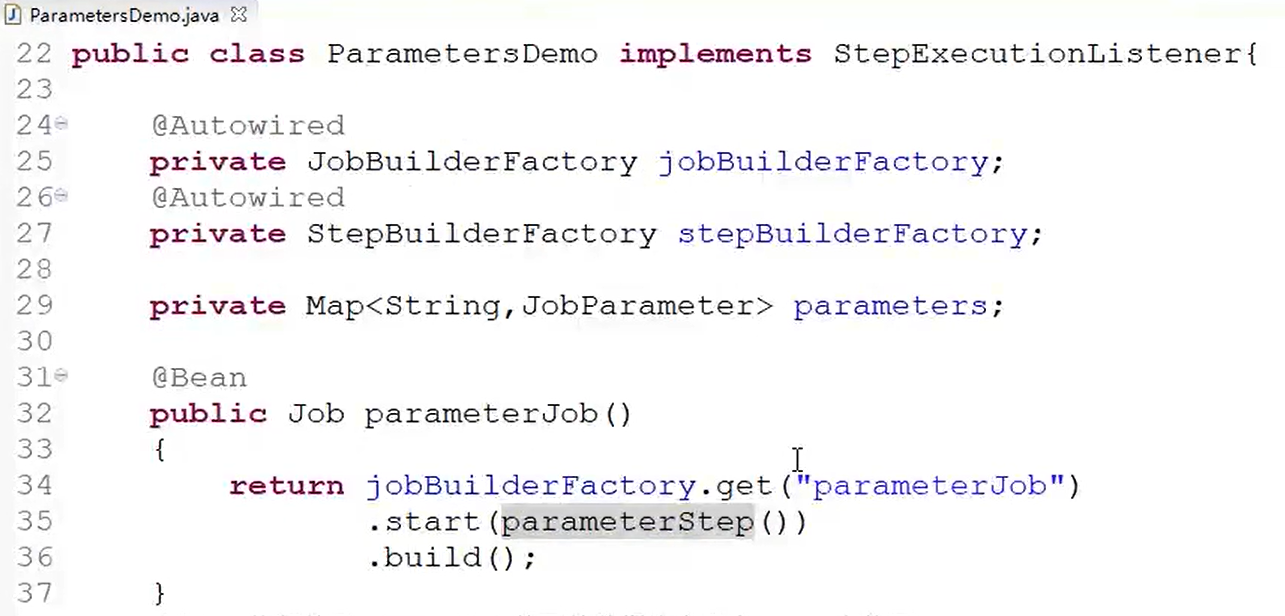 ParametersDemo.java
22 public class ParametersDemo implements StepExecutionListener{
23
24 @Autowired
25 private JobBuilderFactory jobBuilderFactory;
26 @Autowired
27 private StepBuilderFactory stepBuilderFactory;
28
29 private Map<String,JobParameter> parameters;
30
31 @Bean
32 public Job parameterJob()
33 {
34 return jobBuilderFactory.get("parameterJob")
35 .start(parameterStep())
36 .build();
37 }